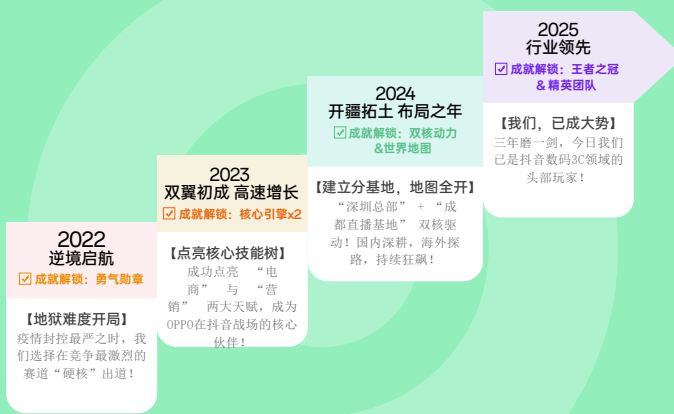 2022
逆境启航
成就解锁：勇气勋章
【地狱难度开局】
疫情封控最严之时，我
们选择在竞争最激烈的
赛道“硬核”出道！
2023
双翼初成 高速增长
成就解锁：核心引擎x2
【点亮核心技能树】
成功点亮 “电
商” 与 “营
销” 两大天赋，成为
OPPO在抖音战场的核心
伙伴！
2024
开疆拓土 布局之年
成就解锁：双核动力
&世界地图
【建立分基地，地图全开】
“深圳总部” + “成
都直播基地” 双核驱
动！国内深耕，海外探
路，持续狂飙！
2025
行业领先
成就解锁：王者之冠
& 精英团队
【我们，已成大势】
三年磨一剑，今日我们
已是抖音数码3C领域的
头部玩家！